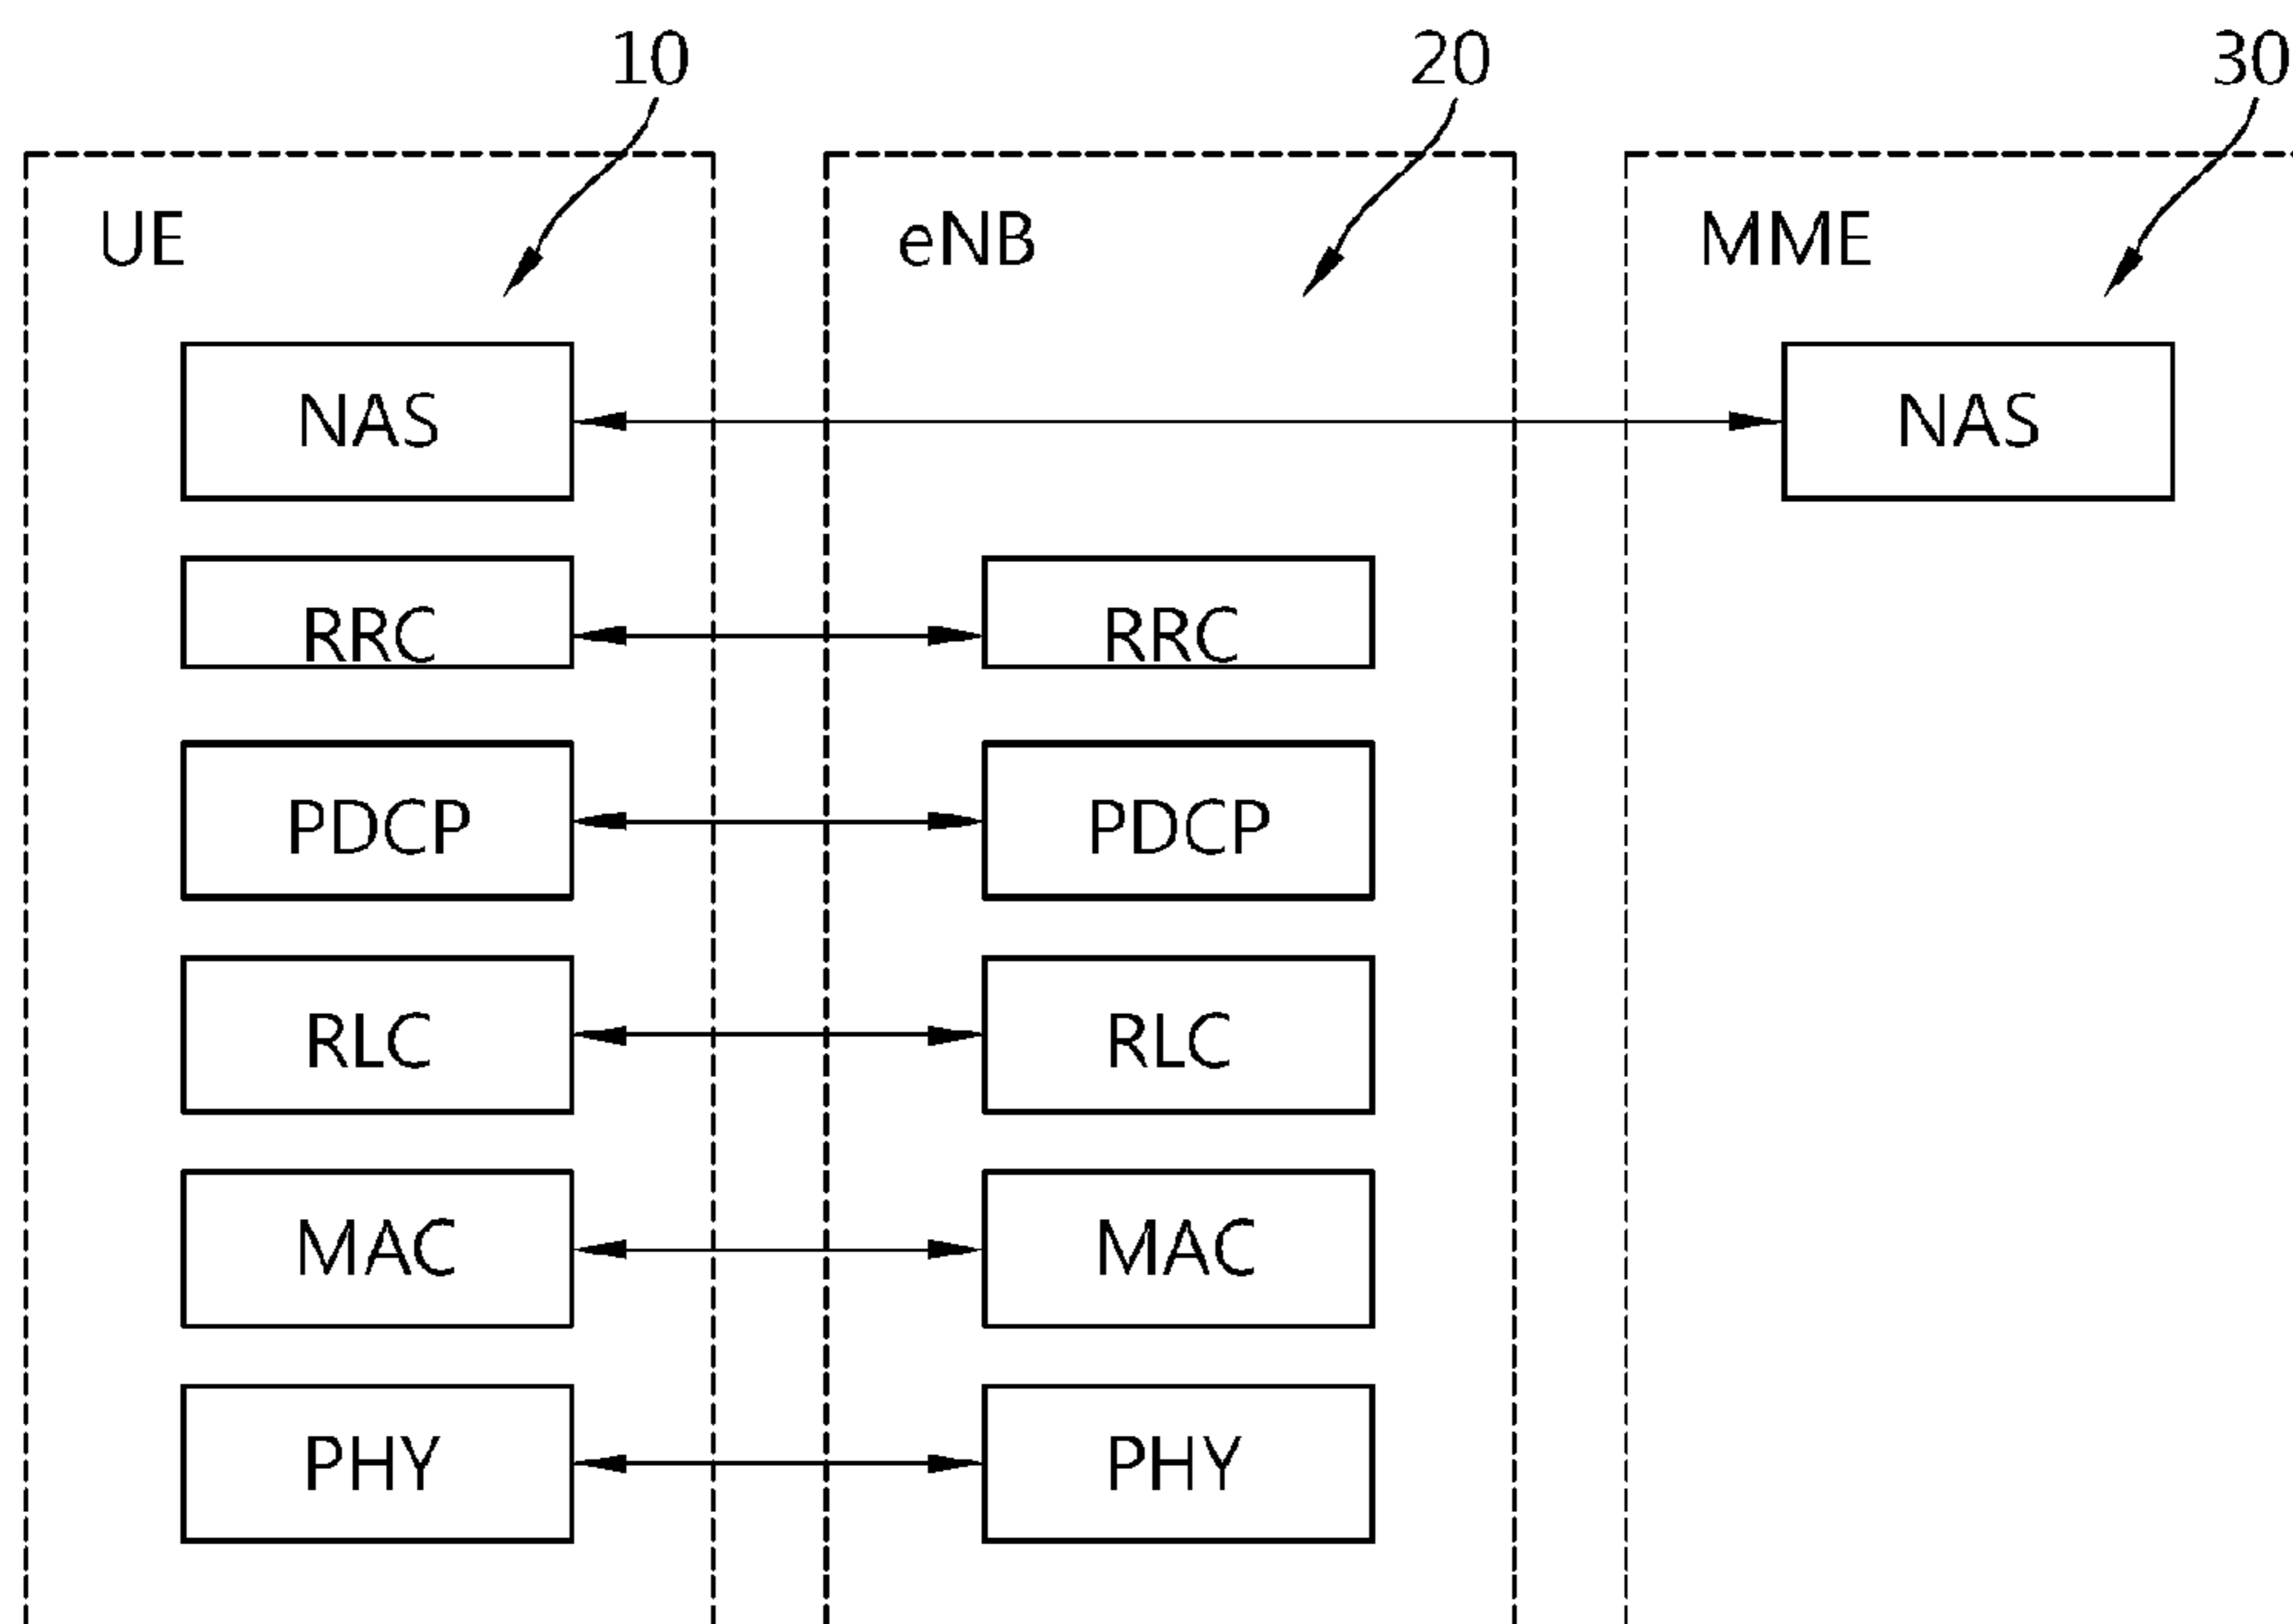 10 20 30
UE eNB MME
NAS NAS
RRC RRC
PDCP PDCP
RLC RLC
MAC MAC
PHY PHY